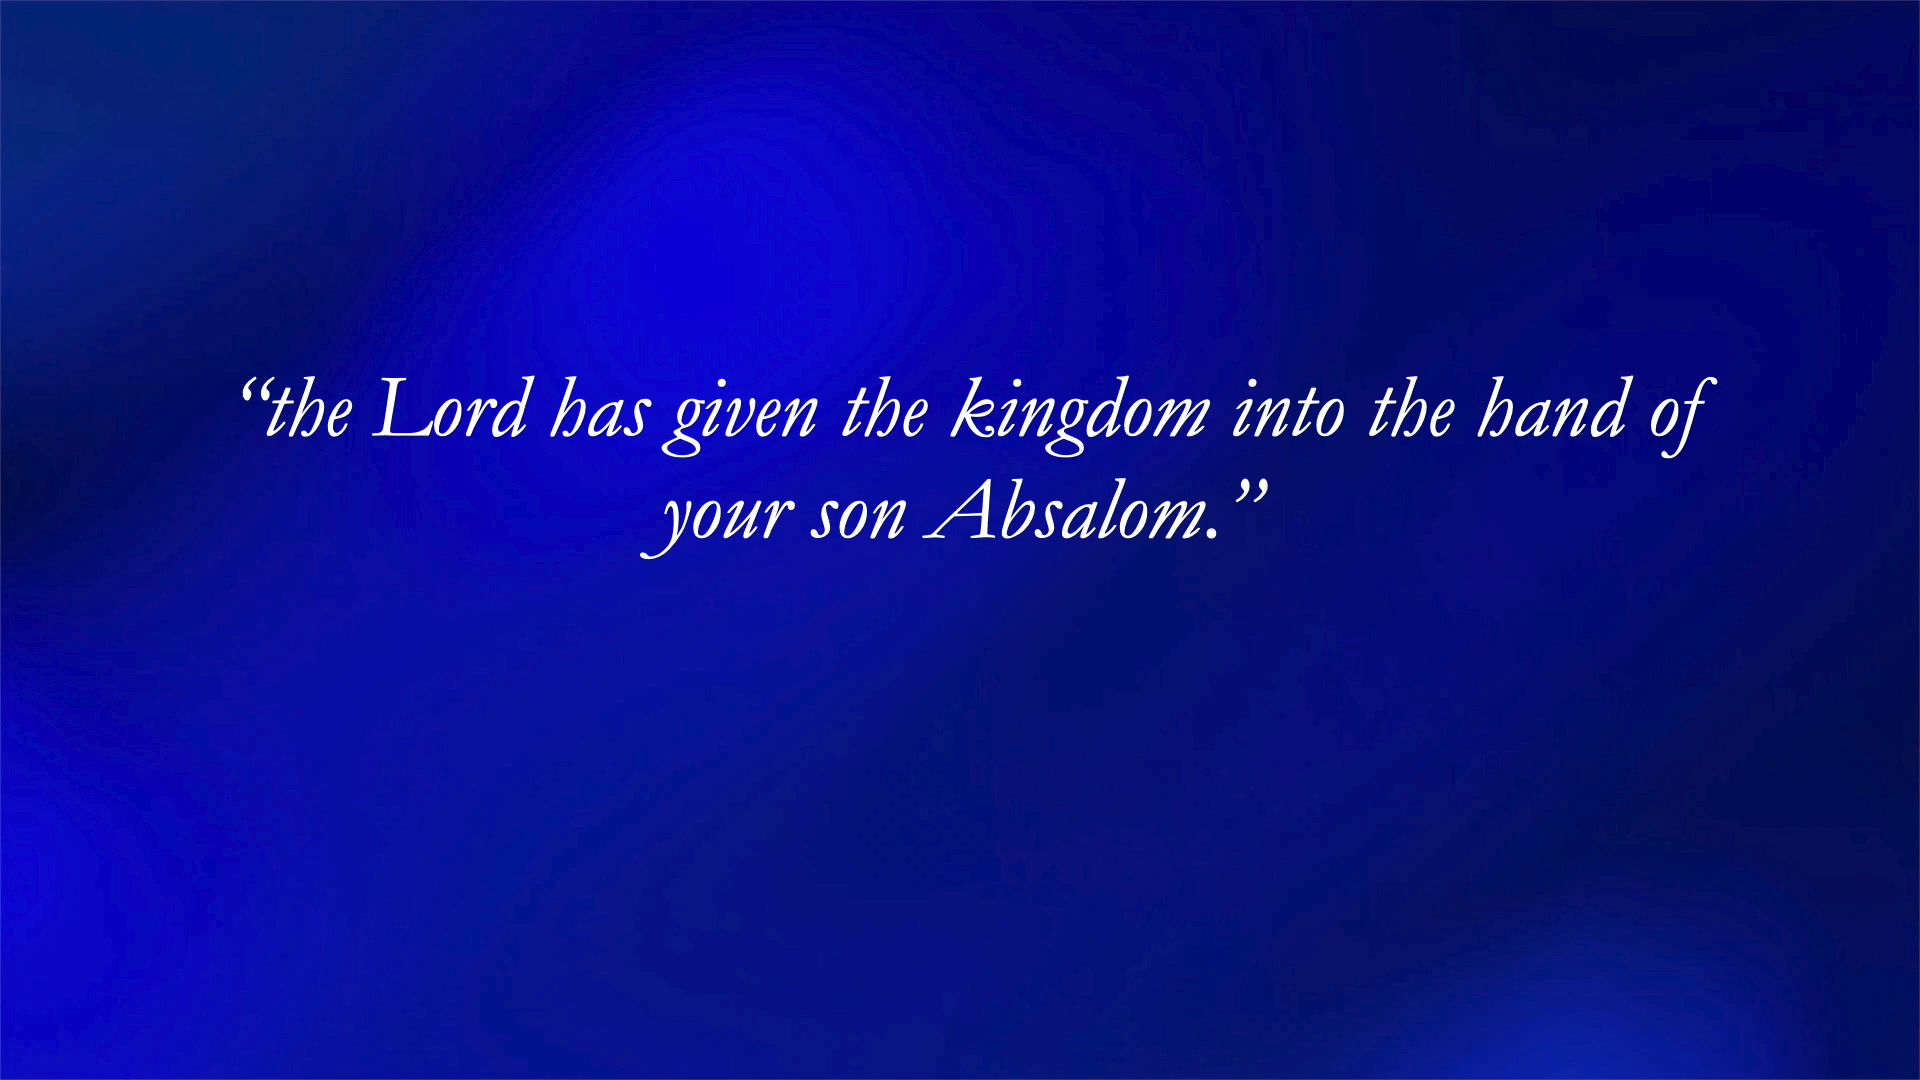 “the Lord has given the kingdom into the hand of
your son Absalom.”